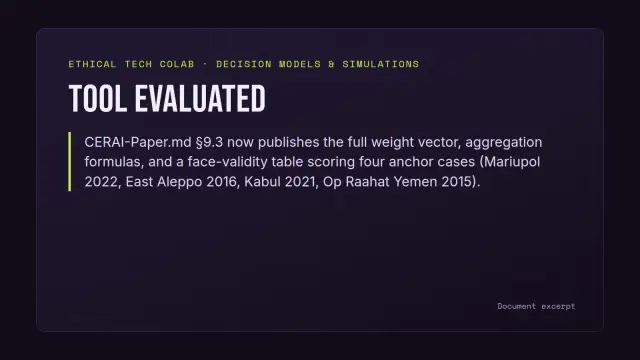 ETHICAL TECH COLAB · DECISION MODELS & SIMULATIONS
TOOL EVALUATED
CERAI-Paper.md §9.3 now publishes the full weight vector, aggregation
formulas, and a face-validity table scoring four anchor cases (Mariupol
2022, East Aleppo 2016, Kabul 2021, Op Raahat Yemen 2015).
Document excerpt